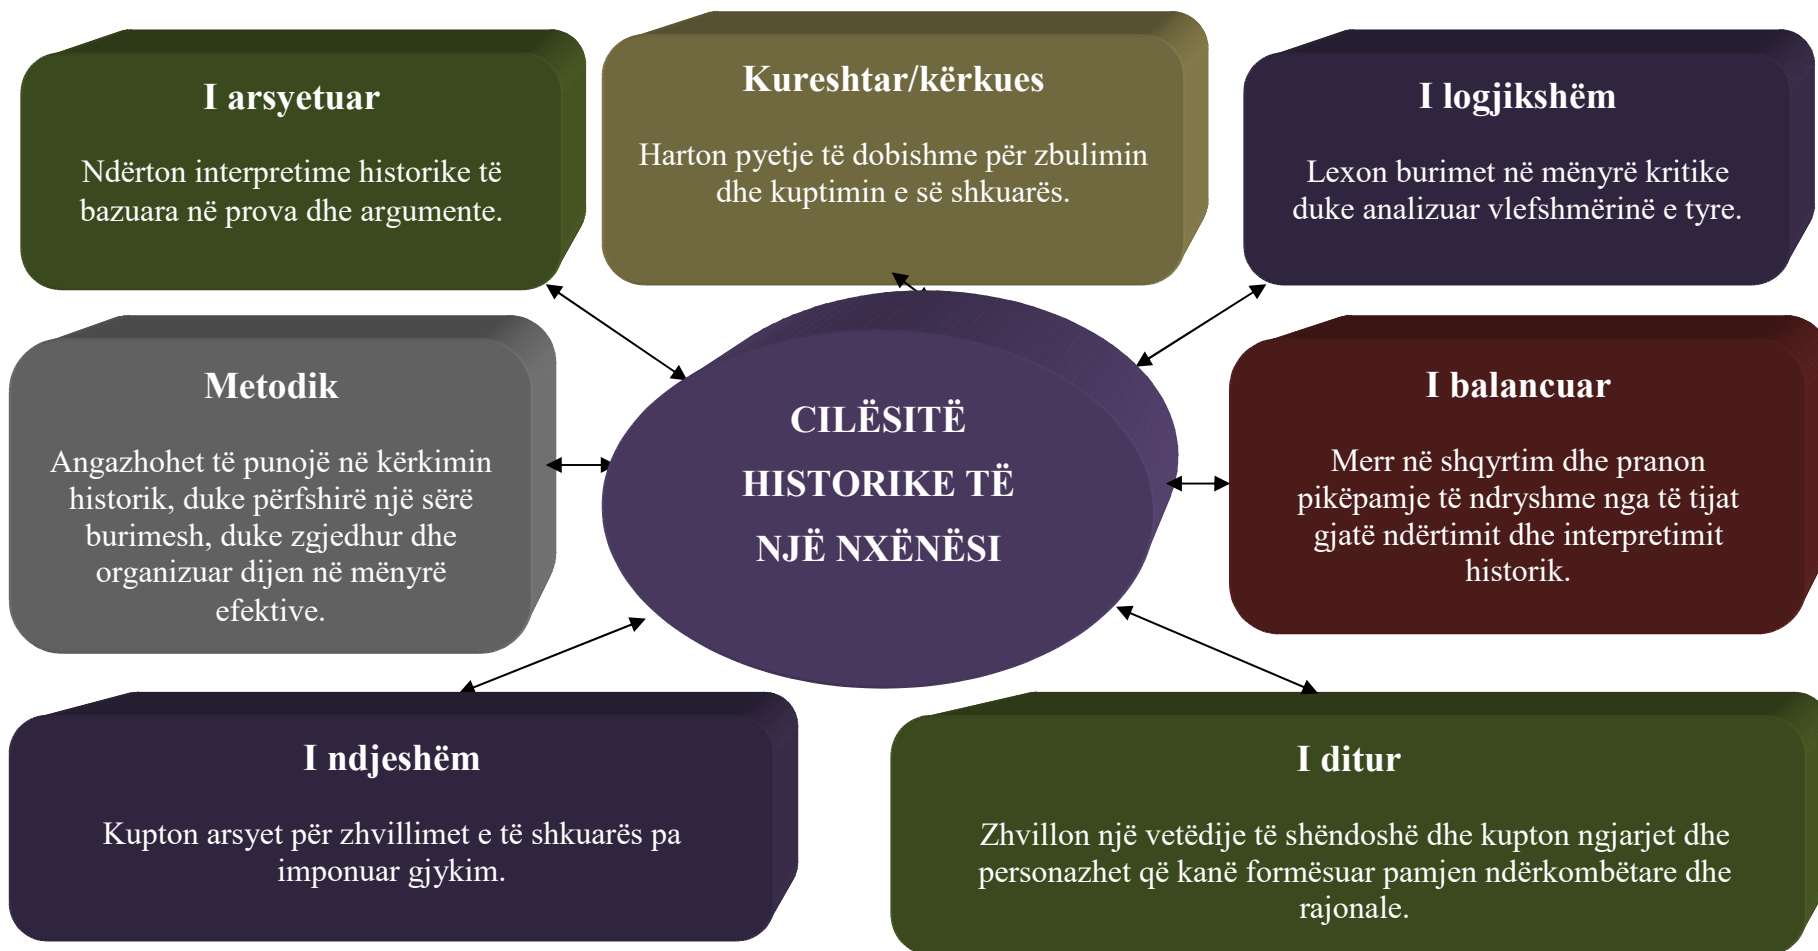 I arsyetuar
Ndërton interpretime historike të
bazuara në prova dhe argumente.
Kureshtar/kërkues
Harton pyetje të dobishme për zbulimin
dhe kuptimin e së shkuarës.
I logjikshëm
Lexon burimet në mënyrë kritike
duke analizuar vlefshmërinë e tyre.
Metodik
Angazhohet të punojë në kërkimin
historik, duke përfshirë një sërë
burimesh, duke zgjedhur dhe
organizuar dijen në mënyrë
efektive.
CILËSITË
HISTORIKE TË
NJË NXËNËSI
I balancuar
Merr në shqyrtim dhe pranon
pikëpamje të ndryshme nga të tijat
gjatë ndërtimit dhe interpretimit
historik.
I ndjeshëm
Kupton arsyet për zhvillimet e të shkuarës pa
imponuar gjykim.
I ditur
Zhvillon një vetëdije të shëndoshë dhe kupton ngjarjet dhe
personazhet që kanë formësuar pamjen ndërkombëtare dhe
rajonale.